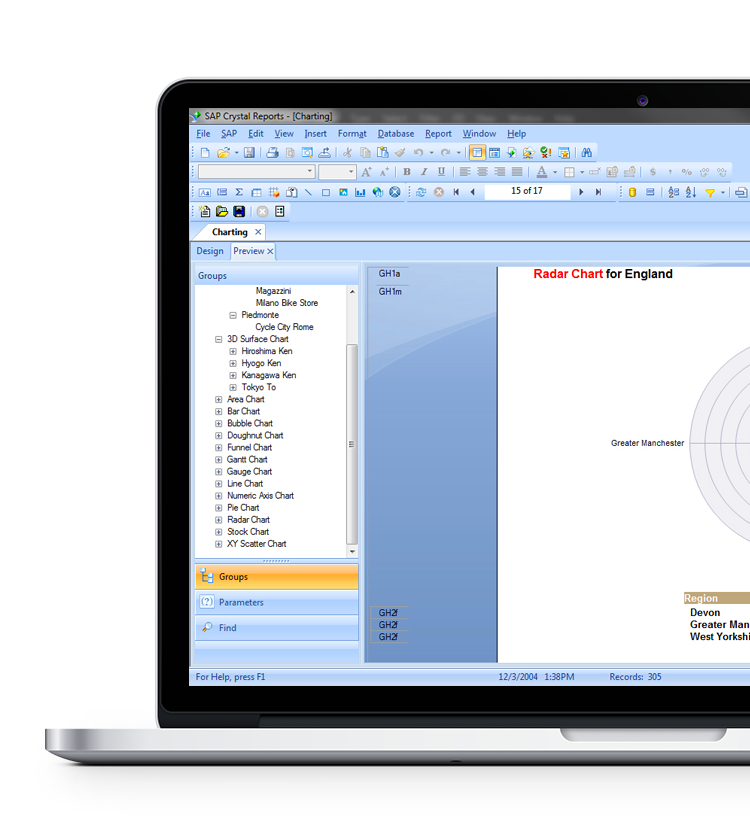 SAP Crystal Reports - [Charting]
File SAP Edit View Insert Format Database Report Window Help
B I U A $ %
15 of 17
Charting
Design Preview
Groups
GH1a
Radar Chart for England
Magazzini
GH1m
Milano Bike Store
Piedmonte
Cycle City Rome
3D Surface Chart
Hiroshima Ken
Hyogo Ken
Kanagawa Ken
Tokyo To
Area Chart
Bar Chart
Bubble Chart
Doughnut Chart
Greater Manchester
Funnel Chart
Gantt Chart
Gauge Chart
Line Chart
Numeric Axis Chart
Pie Chart
Radar Chart
Stock Chart
XY Scatter Chart
Groups
Parameters
Find
Region
GH2f
Devon
GH2f
Greater Man
GH2f
West Yorkshi
For Help, press F1
12/3/2004 1:38PM
Records: 305